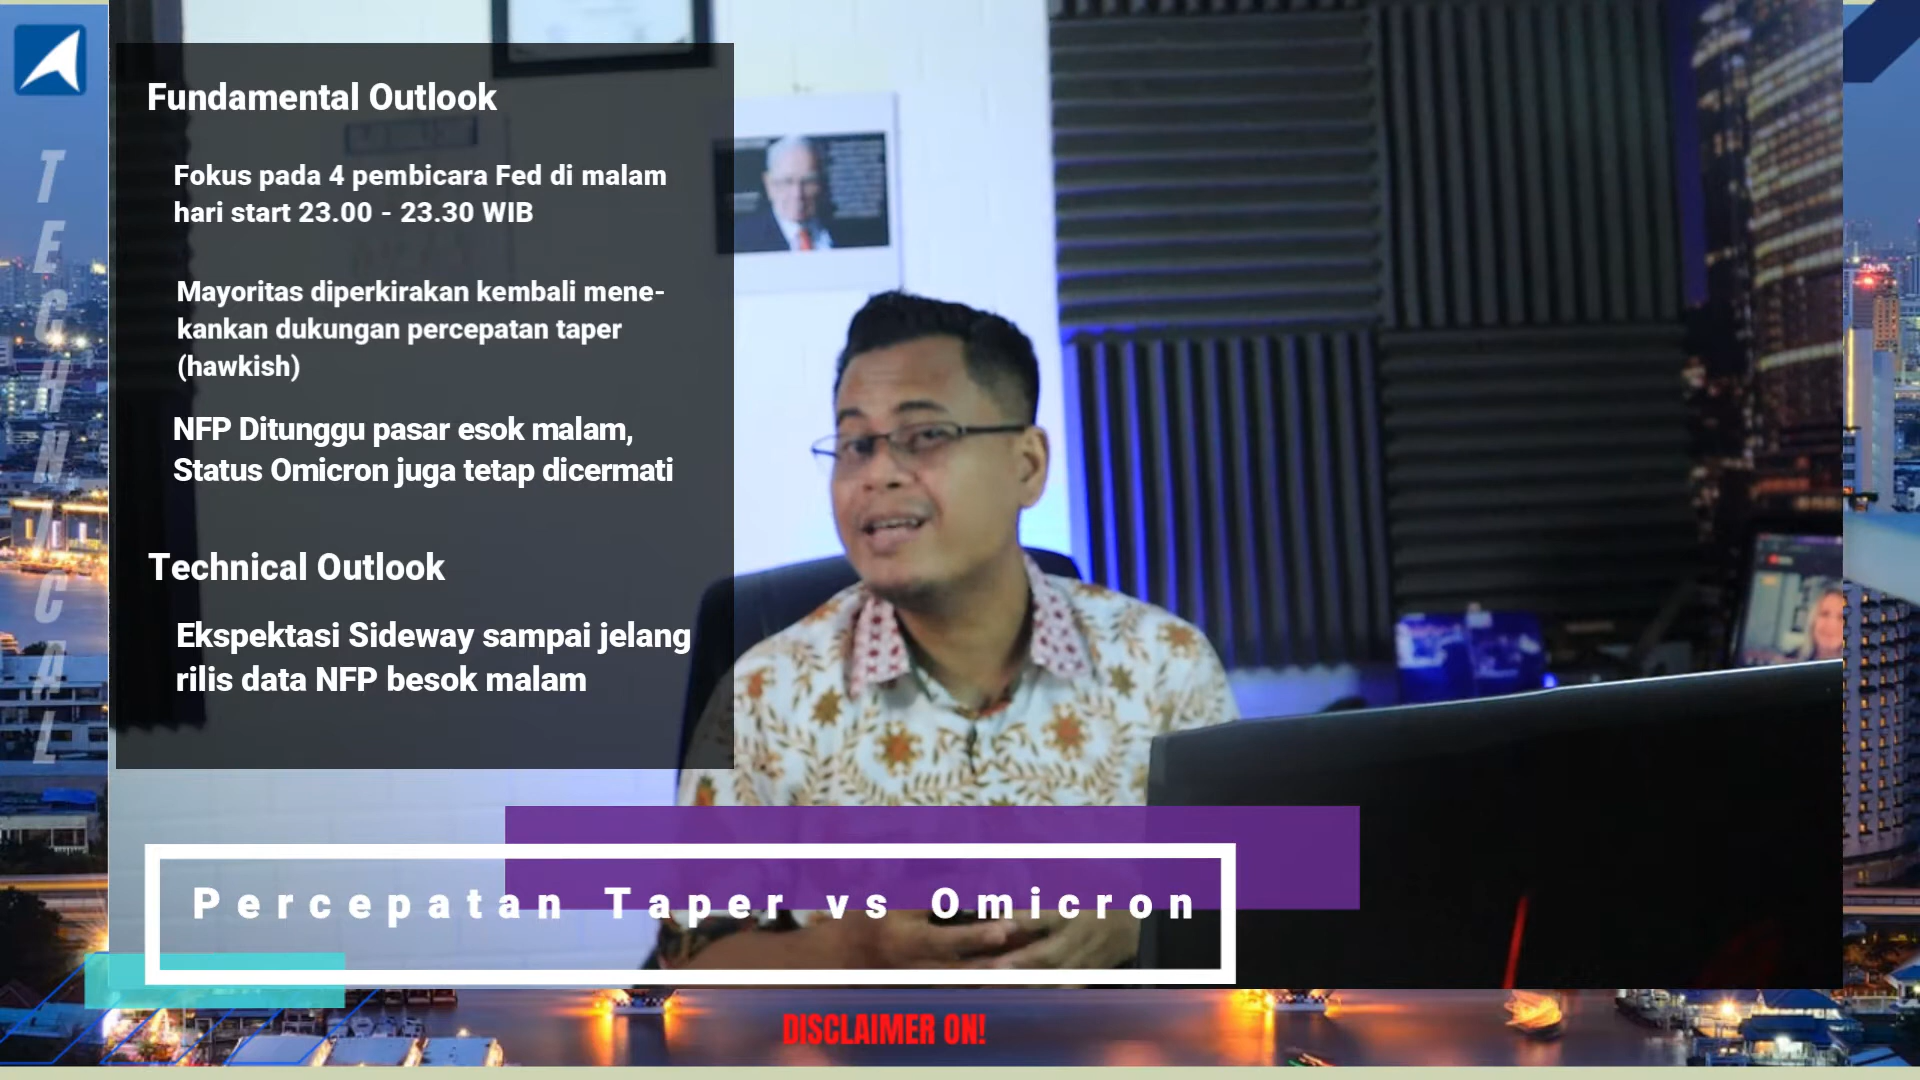 TECHNICAL
Fundamental Outlook
Fokus pada 4 pembicara Fed di malam
hari start 23.00 - 23.30 WIB
Mayoritas diperkirakan kembali mene-
kankan dukungan percepatan taper
(hawkish)
NFP Ditunggu pasar esok malam,
Status Omicron juga tetap dicermati
Technical Outlook
Ekspektasi Sideway sampai jelang
rilis data NFP besok malam
Percepatan Taper vs Omicron
DISCLAIMER ON!